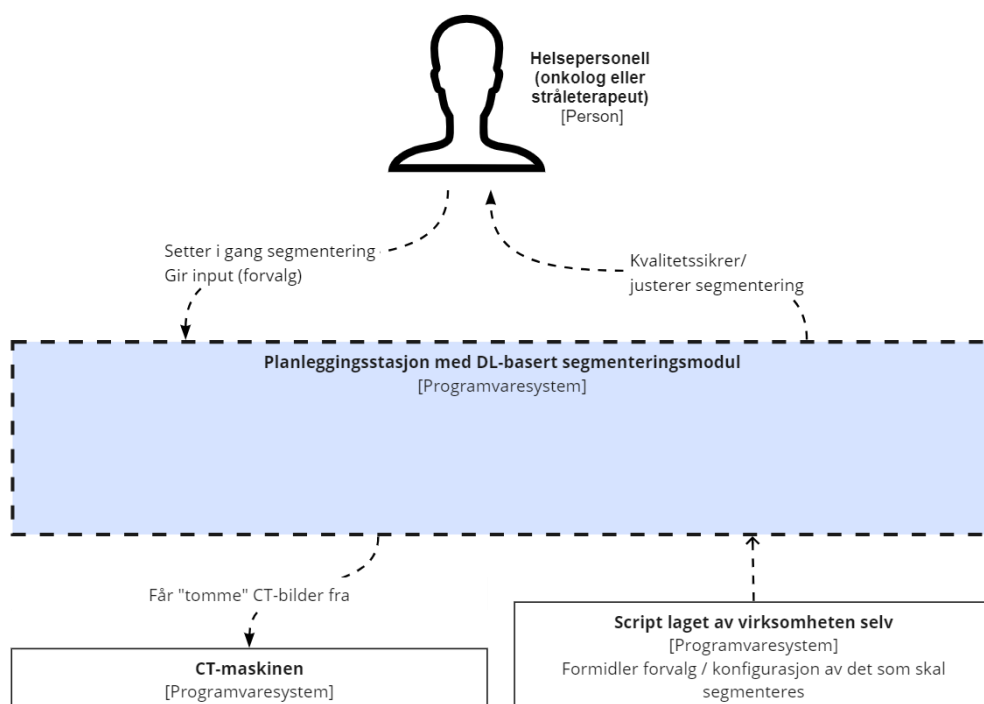 Helsepersonell
(onkolog eller
stråleterapeut)
[Person]
Setter i gang segmentering
Gir input (forvalg)
Kvalitetssikrer/
justerer segmentering
Planleggingsstasjon med DL-basert segmenteringsmodul
[Programvaresystem]
Får "tomme" CT-bilder fra
CT-maskinen
[Programvaresystem]
Script laget av virksomheten selv
[Programvaresystem]
Formidler forvalg / konfigurasjon av det som skal
segmenteres